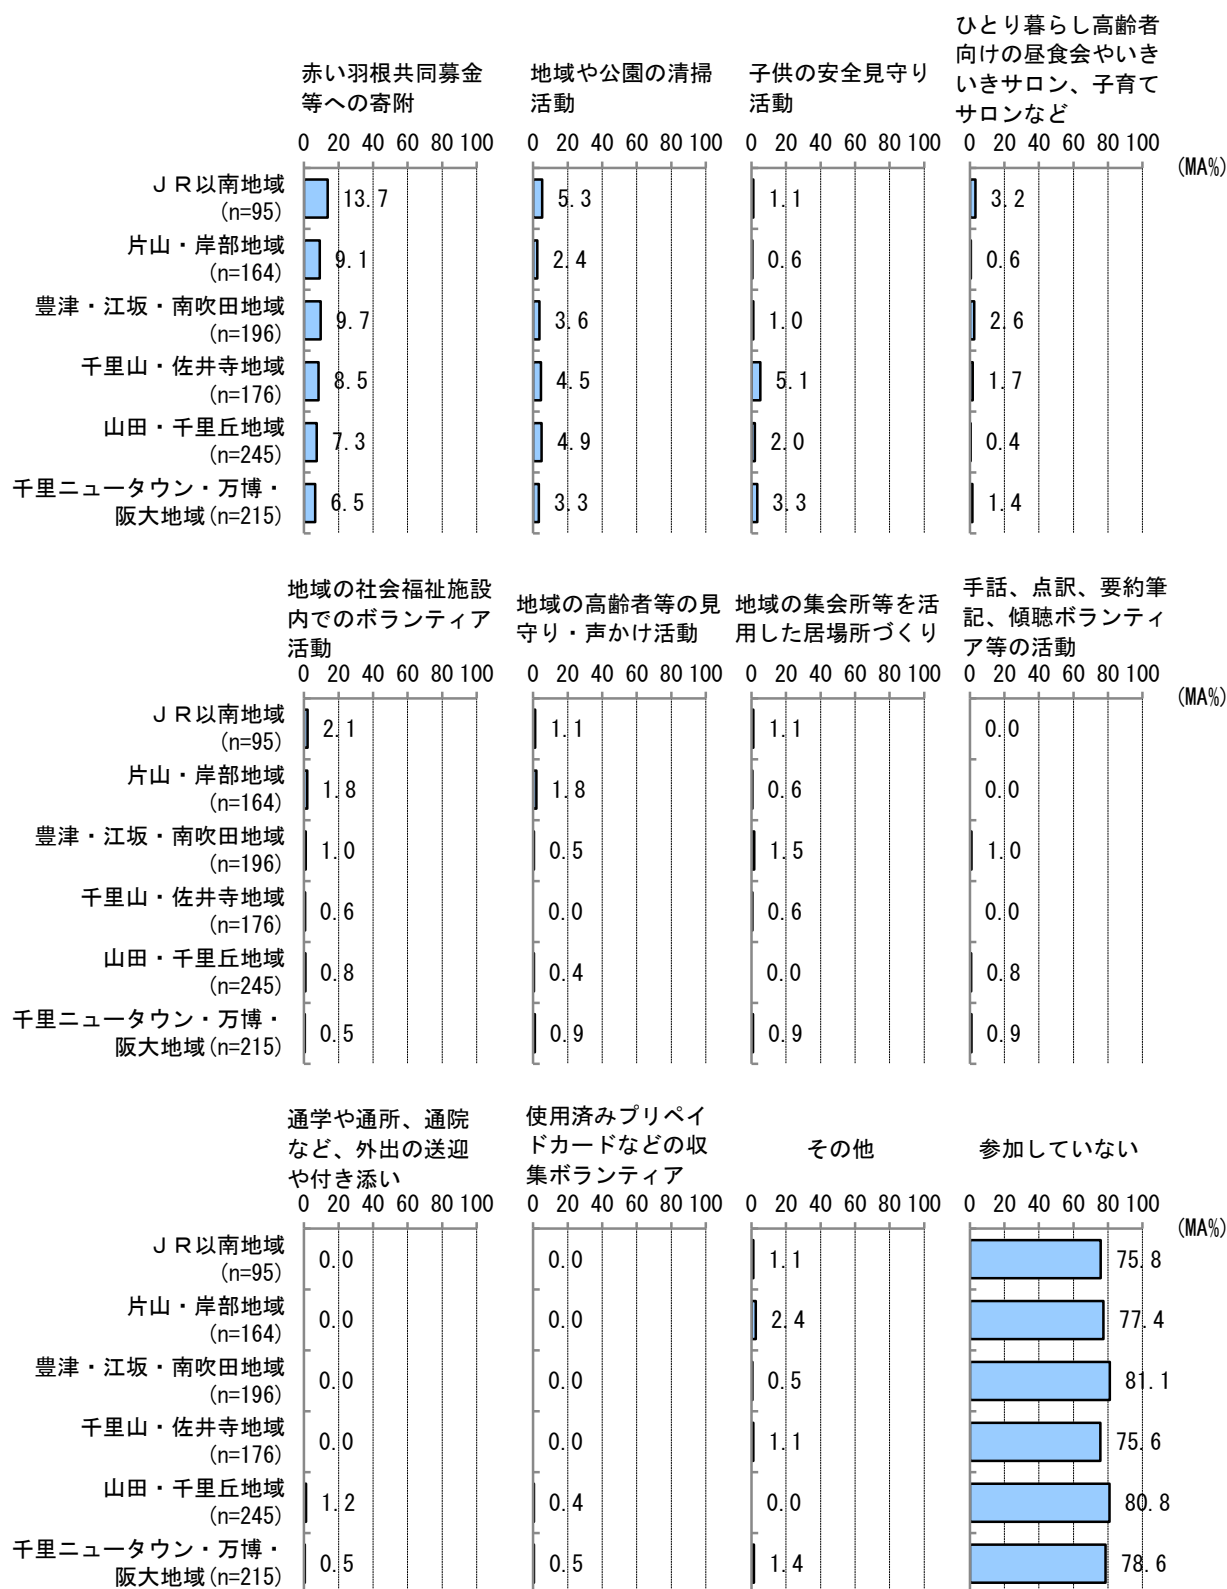 赤い羽根共同募金
等への寄附
地域や公園の清掃
活動
子供の安全見守り
活動
ひとり暮らし高齢者
向けの昼食会やいき
いきサロン、子育て
サロンなど
0 20 40 60 80 100
0 20 40 60 80 100
0 20 40 60 80 100
0 20 40 60 80 100
(MA%)
ＪＲ以南地域
(n=95)
13.7
5.3
1.1
3.2
片山・岸部地域
(n=164)
9.1
2.4
0.6
0.6
豊津・江坂・南吹田地域
(n=196)
9.7
3.6
1.0
2.6
千里山・佐井寺地域
(n=176)
8.5
4.5
5.1
1.7
山田・千里丘地域
(n=245)
7.3
4.9
2.0
0.4
千里ニュータウン・万博・
阪大地域(n=215)
6.5
3.3
3.3
1.4
地域の社会福祉施設
内でのボランティア
活動
地域の高齢者等の見
守り・声かけ活動
地域の集会所等を活
用した居場所づくり
手話、点訳、要約筆
記、傾聴ボランティ
ア等の活動
0 20 40 60 80 100
0 20 40 60 80 100
0 20 40 60 80 100
0 20 40 60 80 100
(MA%)
ＪＲ以南地域
(n=95)
2.1
1.1
1.1
0.0
片山・岸部地域
(n=164)
1.8
1.8
0.6
0.0
豊津・江坂・南吹田地域
(n=196)
1.0
0.5
1.5
1.0
千里山・佐井寺地域
(n=176)
0.6
0.0
0.6
0.0
山田・千里丘地域
(n=245)
0.8
0.4
0.0
0.8
千里ニュータウン・万博・
阪大地域(n=215)
0.5
0.9
0.9
0.9
通学や通所、通院
など、外出の送迎
や付き添い
使用済みプリペイ
ドカードなどの収
集ボランティア
その他
参加していない
0 20 40 60 80 100
0 20 40 60 80 100
0 20 40 60 80 100
0 20 40 60 80 100
(MA%)
ＪＲ以南地域
(n=95)
0.0
0.0
1.1
75.8
片山・岸部地域
(n=164)
0.0
0.0
2.4
77.4
豊津・江坂・南吹田地域
(n=196)
0.0
0.0
0.5
81.1
千里山・佐井寺地域
(n=176)
0.0
0.0
1.1
75.6
山田・千里丘地域
(n=245)
1.2
0.4
0.0
80.8
千里ニュータウン・万博・
阪大地域(n=215)
0.5
0.5
1.4
78.6